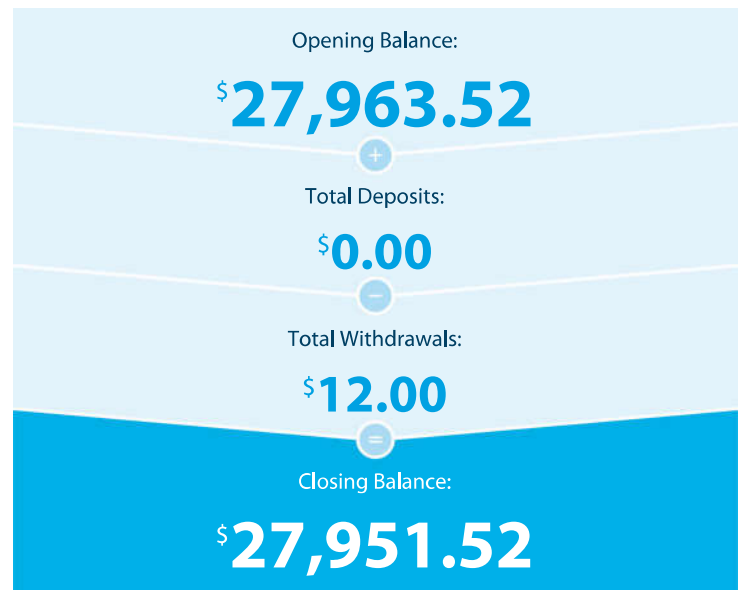 Opening Balance:
$27,963.52
+
Total Deposits:
$0.00
−
Total Withdrawals:
$12.00
=
Closing Balance:
$27,951.52